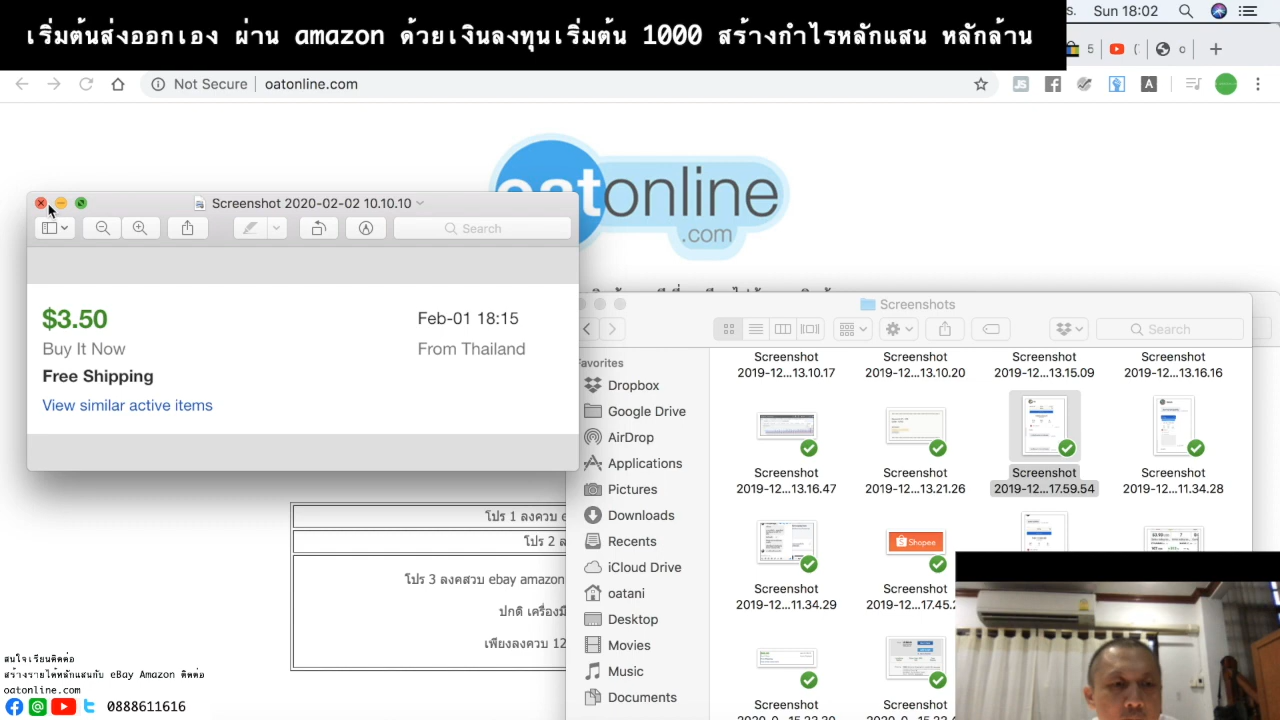 เริ่มต้นส่งออกเอง ผ่าน amazon ด้วยเงินลงทุนเริ่มต้น 1000 สร้างกำไรหลักแสน หลักล้าน
s. Sun 18:02
5
Not Secure | oatonline.com
JS
A
oatonline
.com
Screenshot 2020-02-02 10.10.10
Search
$3.50
Feb-01 18:15
Buy It Now
From Thailand
Free Shipping
View similar active items
Screenshots
Search
Favorites
Dropbox
Google Drive
AirDrop
Applications
Pictures
Downloads
Recents
iCloud Drive
oatani
Desktop
Movies
Music
Documents
Screenshot
2019-12...13.10.17
Screenshot
2019-12...13.10.20
Screenshot
2019-12...13.15.09
Screenshot
2019-12...13.16.16
Screenshot
2019-12...13.16.47
Screenshot
2019-12...13.21.26
Screenshot
2019-12...17.59.54
Screenshot
2019-12...11.34.28
Shopee
Screenshot
2019-12...11.34.29
Screenshot
2019-12...17.45.2
Screenshot
Screenshot
โปร 1 ลงควบ
โปร 2 ล
โปร 3 ลงคสวบ ebay amazon
ปกติ เครื่องมี
เพียงลงควบ 12
สนใจเรียนติดต่อ
สร้างรายได้หลักแสนกับ eBay Amazon ติดต่อ
oatonline.com
0888611616